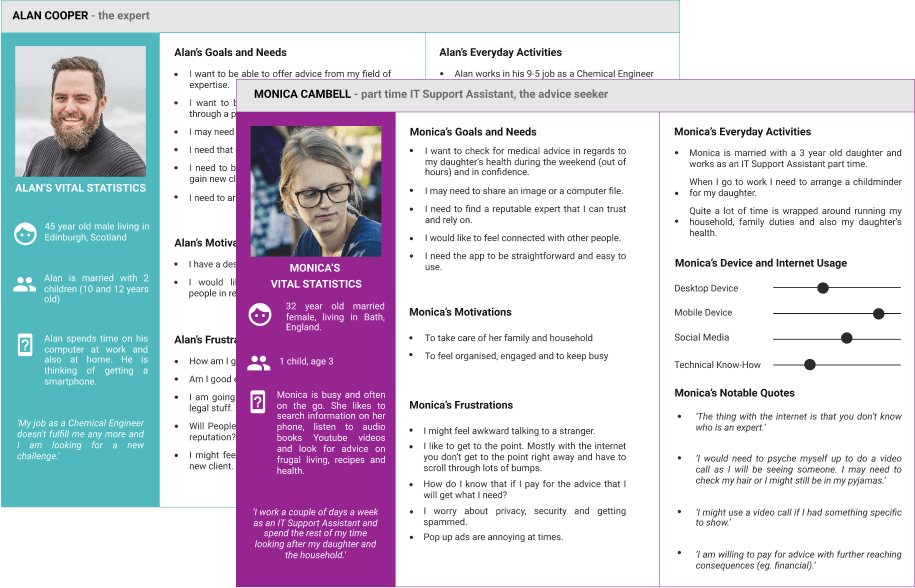 ALAN COOPER - the expert
ALAN'S VITAL STATISTICS
45 year old male living in
Edinburgh, Scotland
Alan is married with 2
children (10 and 12 years
old)
Alan spends time on his
computer at work and
also at home. He is
thinking of getting a
smartphone.
'My job as a Chemical Engineer
doesn't fulfill me any more and
I am looking for a new
challenge.'
Alan's Goals and Needs
I want to be able to offer advice from my field of
expertise.
I want to
through a
I may need
I need that
I need to
gain new
I need to
Alan's
I have a
I would
people in
Alan's
How am I
Am I good
I am going
legal stuff.
Will People
reputation?
I might
new client.
Alan's Everyday Activities
Alan works in his 9-5 job as a Chemical Engineer
MONICA CAMBELL - part time IT Support Assistant, the advice seeker
MONICA'S
VITAL STATISTICS
32 year old married
female, living in Bath,
England.
1 child, age 3
Monica is busy and often
on the go. She likes to
search information on her
phone, listen to audio
books Youtube videos
and look for advice on
frugal living, recipes and
health.
'I work a couple of days a week
as an IT Support Assistant and
spend the rest of my time
looking after my daughter and
the household.'
Monica's Goals and Needs
I want to check for medical advice in regards to
my daughter's health during the weekend (out of
hours) and in confidence.
I may need to share an image or a computer file.
I need to find a reputable expert that I can trust
and rely on.
I would like to feel connected with other people.
I need the app to be straightforward and easy to
use.
Monica's Motivations
To take care of her family and household
To feel organised, engaged and to keep busy
Monica's Frustrations
I might feel awkward talking to a stranger.
I like to get to the point. Mostly with the internet
you don't get to the point right away and have to
scroll through lots of bumps.
How do I know that if I pay for the advice that I
will get what I need?
I worry about privacy, security and getting
spammed.
Pop up ads are annoying at times.
Monica's Everyday Activities
Monica is married with a 3 year old daughter and
works as an IT Support Assistant part time.
When I go to work I need to arrange a childminder
for my daughter.
Quite a lot of time is wrapped around running my
household, family duties and also my daughter's
health.
Monica's Device and Internet Usage
Desktop Device
Mobile Device
Social Media
Technical Know-How
Monica's Notable Quotes
'The thing with the internet is that you don't know
who is an expert.'
'I would need to psyche myself up to do a video
call as I will be seeing someone. I may need to
check my hair or I might still be in my pyjamas.'
'I might use a video call if I had something specific
to show.'
'I am willing to pay for advice with further reaching
consequences (eg. financial).'